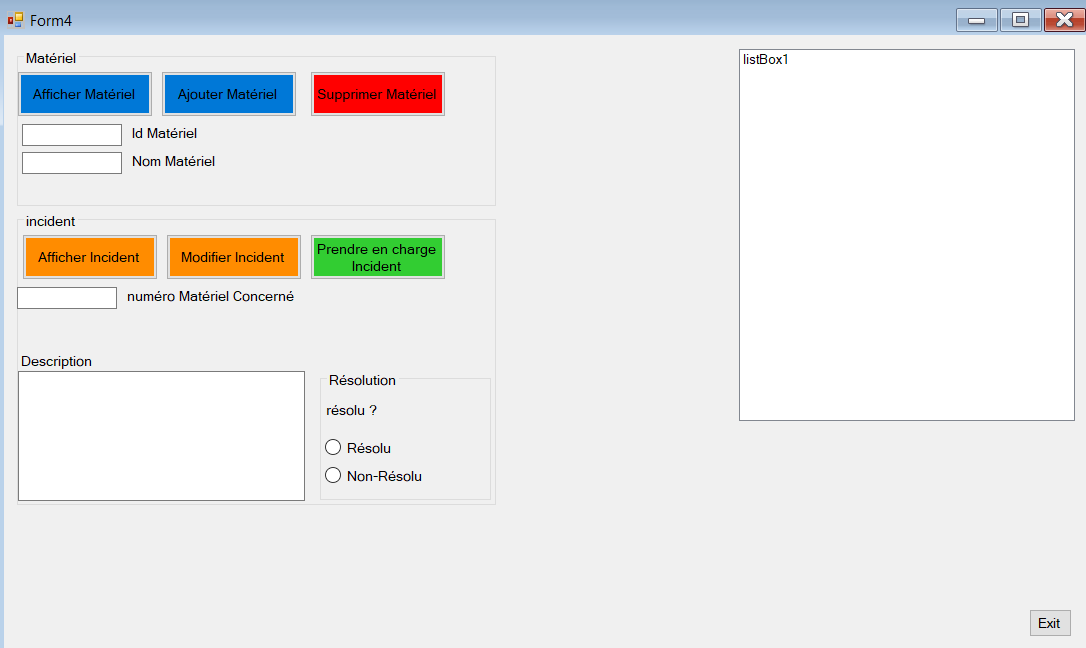 Form4
Matériel
Afficher Matériel
Ajouter Matériel
Supprimer Matériel
Id Matériel
Nom Matériel
incident
Afficher Incident
Modifier Incident
Prendre en charge
Incident
numéro Matériel Concerné
Description
Résolution
résolu ?
Résolu
Non-Résolu
listBox1
Exit